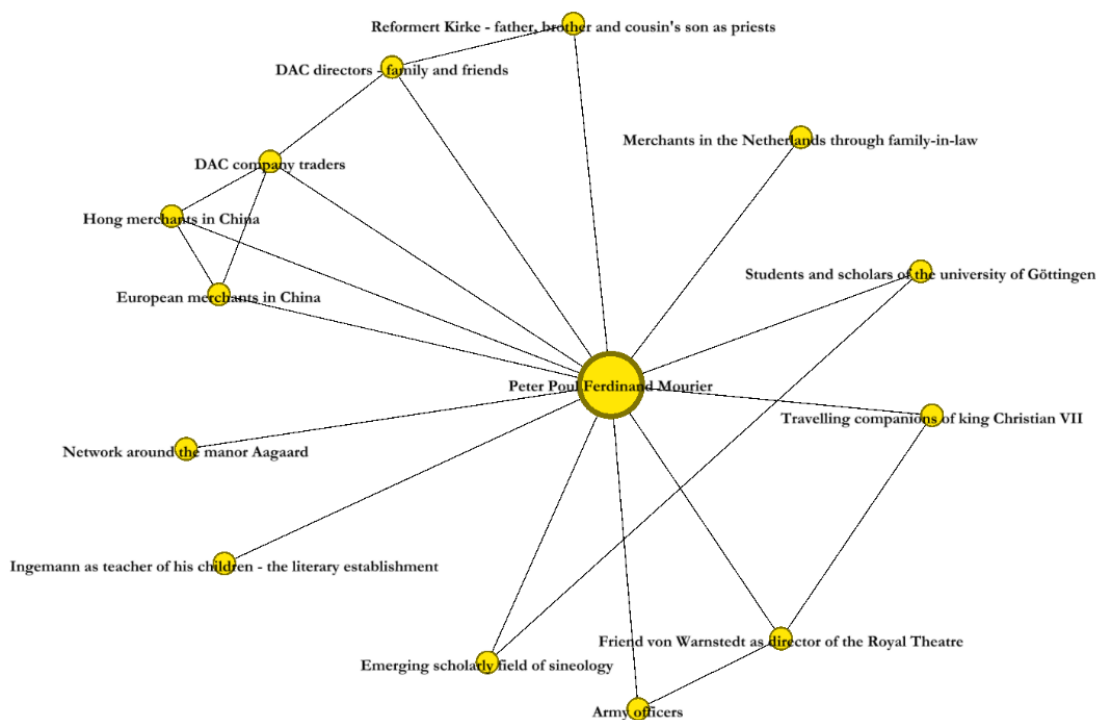 Reformert Kirke - father, brother and cousin's son as priests
DAC directors - family and friends
Merchants in the Netherlands through family-in-law
DAC company traders
Hong merchants in China
Students and scholars of the university of Göttingen
European merchants in China
Peter Poul Ferdinand Mourier
Travelling companions of king Christian VII
Network around the manor Aagaard
Ingemann as teacher of his children - the literary establishment
Friend von Warnstedt as director of the Royal Theatre
Emerging scholarly field of sineology
Army officers